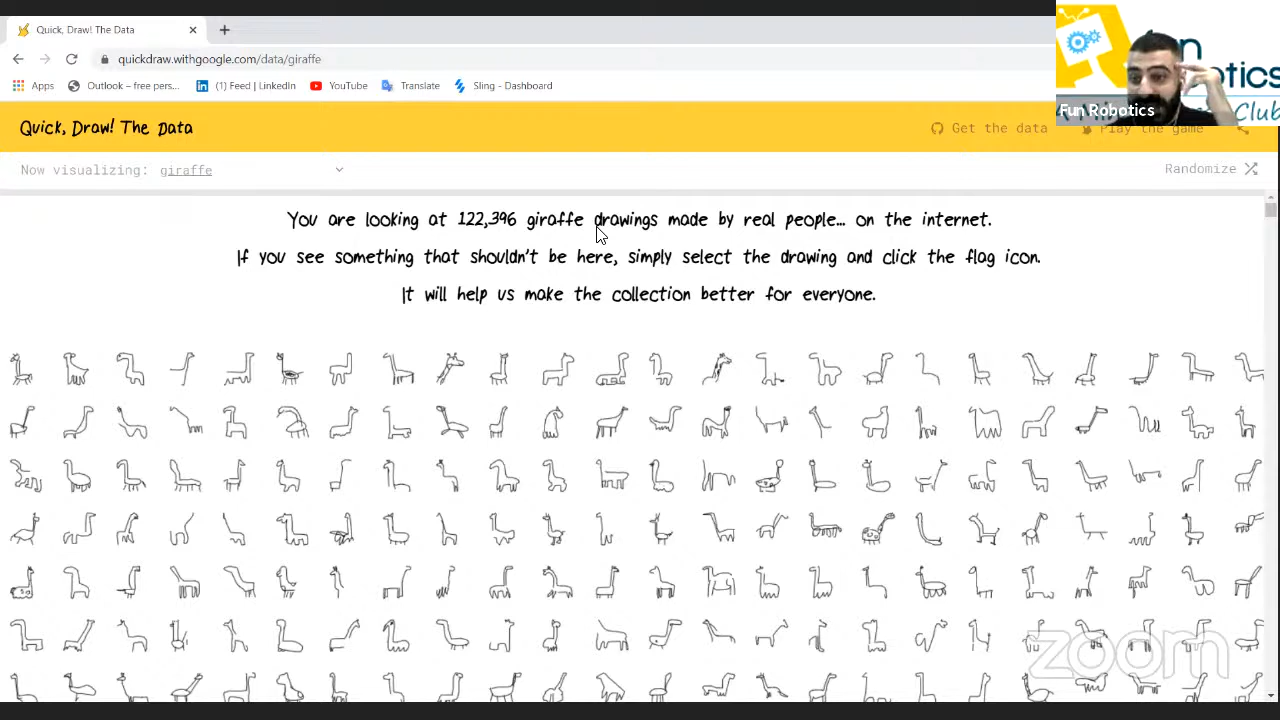 Quick, Draw! The Data
quickdraw.withgoogle.com/data/giraffe
Apps
Outlook – free pers...
(1) Feed | LinkedIn
YouTube
Translate
Sling - Dashboard
Fun Robotics
Club
Quick, Draw! The Data
Get the data
Play the game
Now visualizing: giraffe
Randomize
You are looking at 122,396 giraffe drawings made by real people... on the internet.
If you see something that shouldn't be here, simply select the drawing and click the flag icon.
It will help us make the collection better for everyone.
zoom